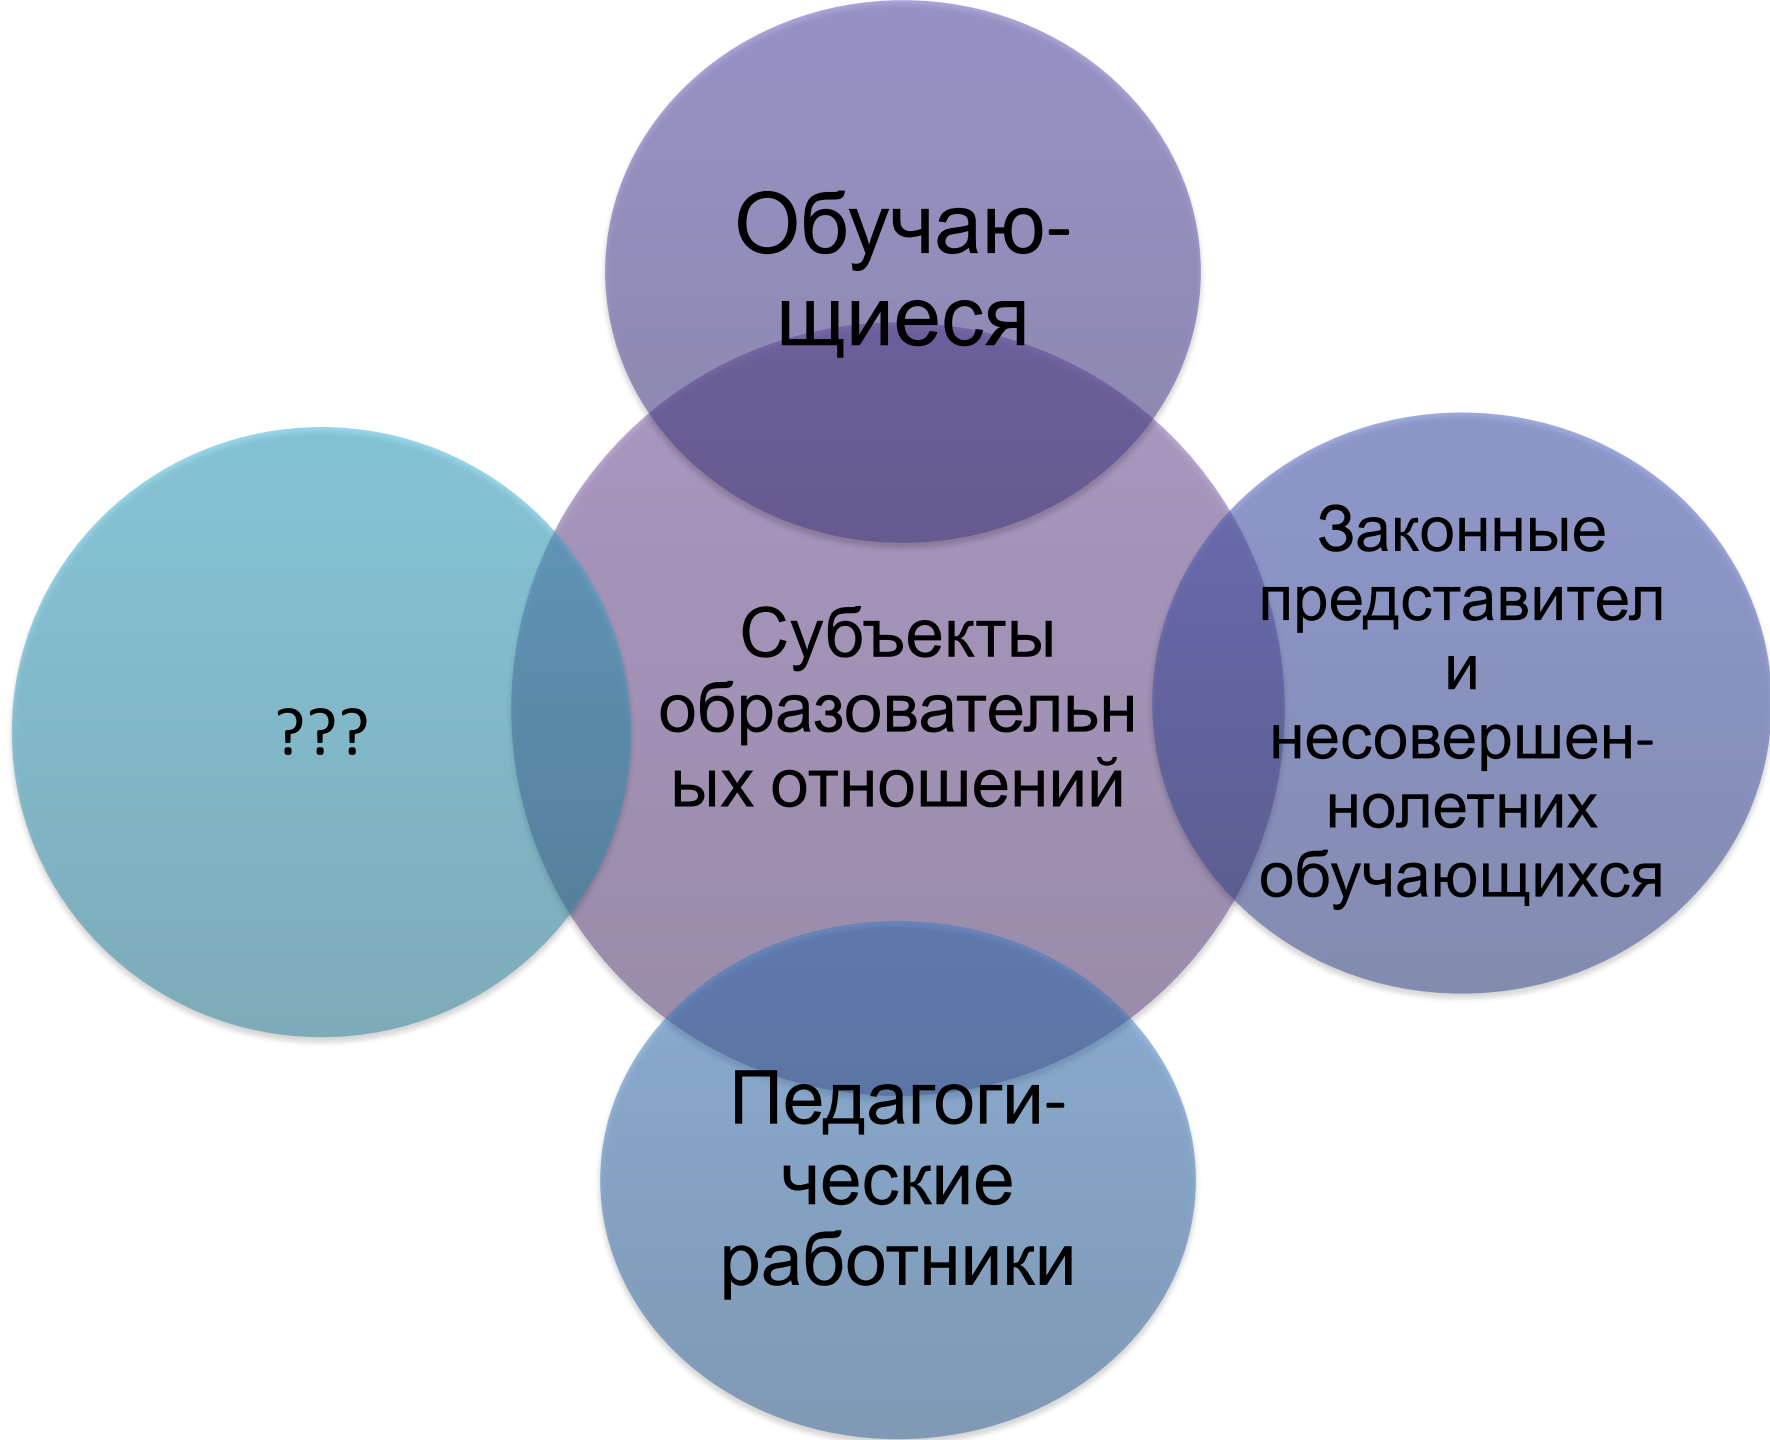 Обучаю-
щиеся
???
Субъекты
образовательн
ых отношений
Законные
представител
и
несовершен-
нолетних
обучающихся
Педагоги-
ческие
работники